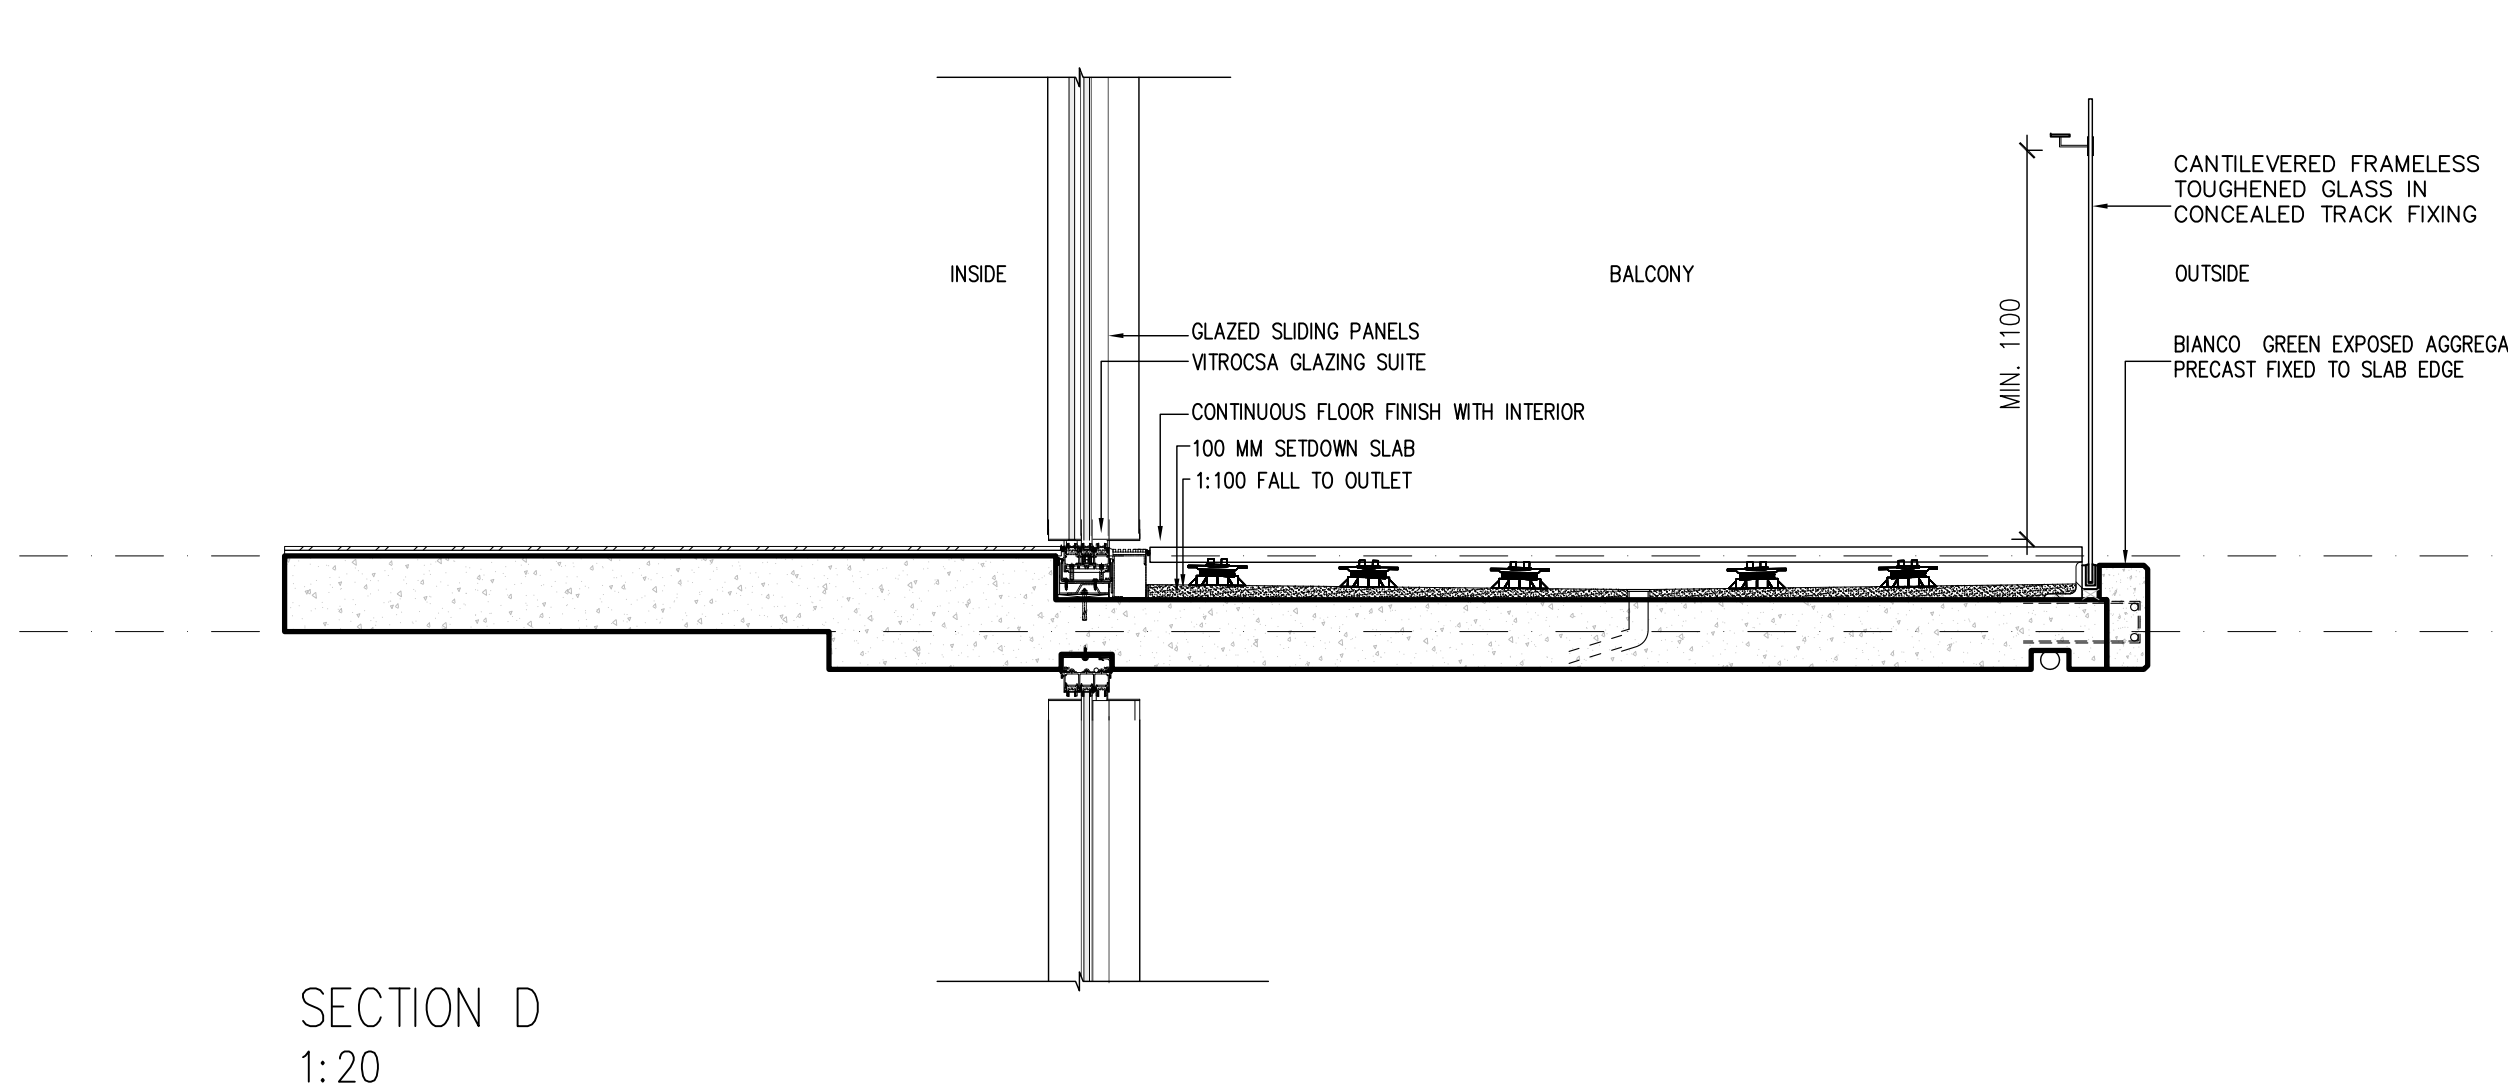 CANTILEVERED FRAMELESS
TOUGHENED GLASS IN
CONCEALED TRACK FIXING
INSIDE
BALCONY
OUTSIDE
MIN. 1100
GLAZED SLIDING PANELS
VITROCSA GLAZING SUITE
BIANCO GREEN EXPOSED AGGREGA
PRECAST FIXED TO SLAB EDGE
CONTINUOUS FLOOR FINISH WITH INTERIOR
100 MM SETDOWN SLAB
1:100 FALL TO OUTLET
SECTION D
1:20